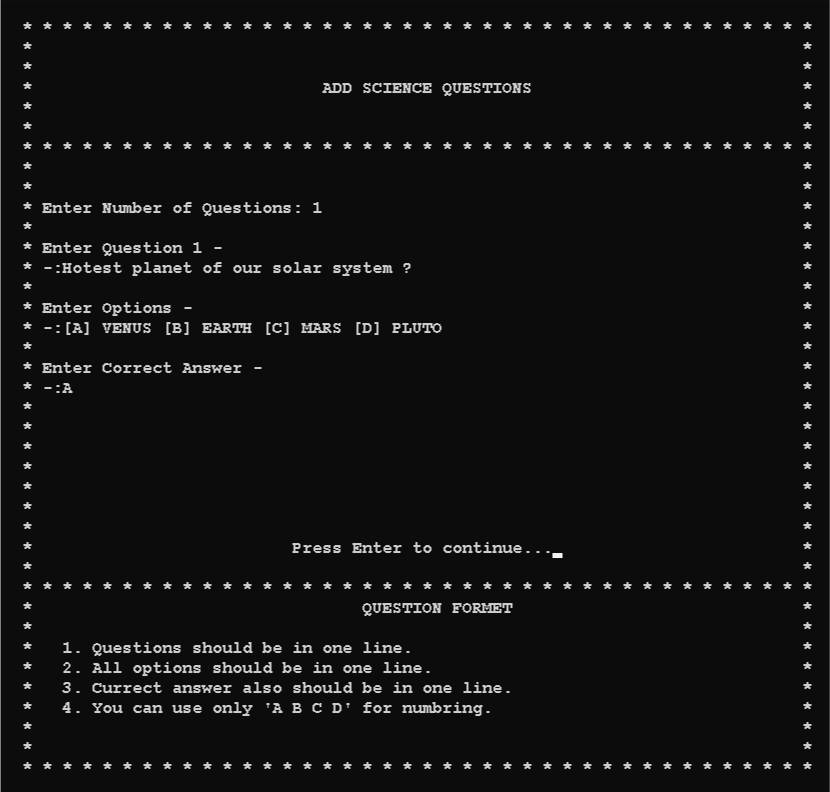 * * * * * * * * * * * * * * * * * * * * * * * * * * * * * * * * * * * * * * * *
* *
* *
* ADD SCIENCE QUESTIONS *
* *
* *
* * * * * * * * * * * * * * * * * * * * * * * * * * * * * * * * * * * * * * * *
* *
* *
* Enter Number of Questions: 1 *
* *
* Enter Question 1 - *
* -:Hotest planet of our solar system ? *
* *
* Enter Options - *
* -:[A] VENUS [B] EARTH [C] MARS [D] PLUTO *
* *
* Enter Correct Answer - *
* -:A *
* *
* *
* *
* *
* *
* *
* *
* Press Enter to continue... *
* *
* * * * * * * * * * * * * * * * * * * * * * * * * * * * * * * * * * * * * * * *
* QUESTION FORMET *
* *
* 1. Questions should be in one line. *
* 2. All options should be in one line. *
* 3. Currect answer also should be in one line. *
* 4. You can use only 'A B C D' for numbring. *
* *
* *
* * * * * * * * * * * * * * * * * * * * * * * * * * * * * * * * * * * * * * * *